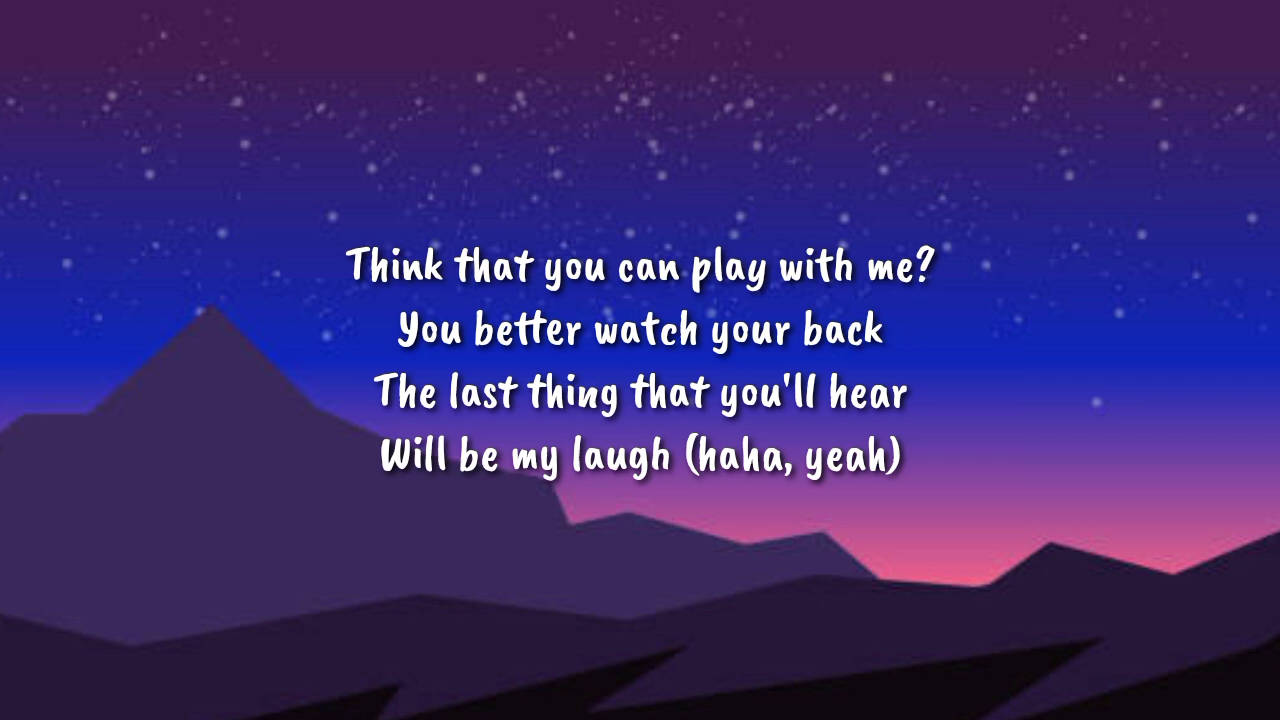 Think that you can play with me?
You better watch your back
The last thing that you'll hear
Will be my laugh (haha, yeah)